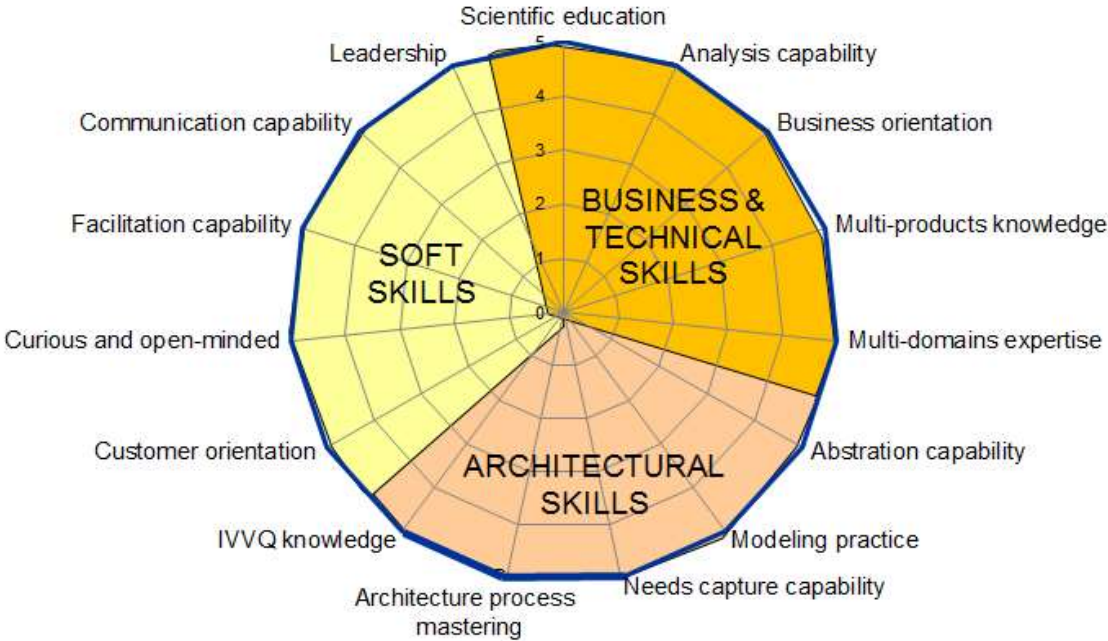 Scientific education
Leadership
Analysis capability
Communication capability
Business orientation
Facilitation capability
Multi-products knowledge
Curious and open-minded
Multi-domains expertise
Customer orientation
Abstration capability
IVVQ knowledge
Modeling practice
Architecture process
mastering
Needs capture capability
5
4
3
2
1
0
BUSINESS &
TECHNICAL
SKILLS
SOFT
SKILLS
ARCHITECTURAL
SKILLS